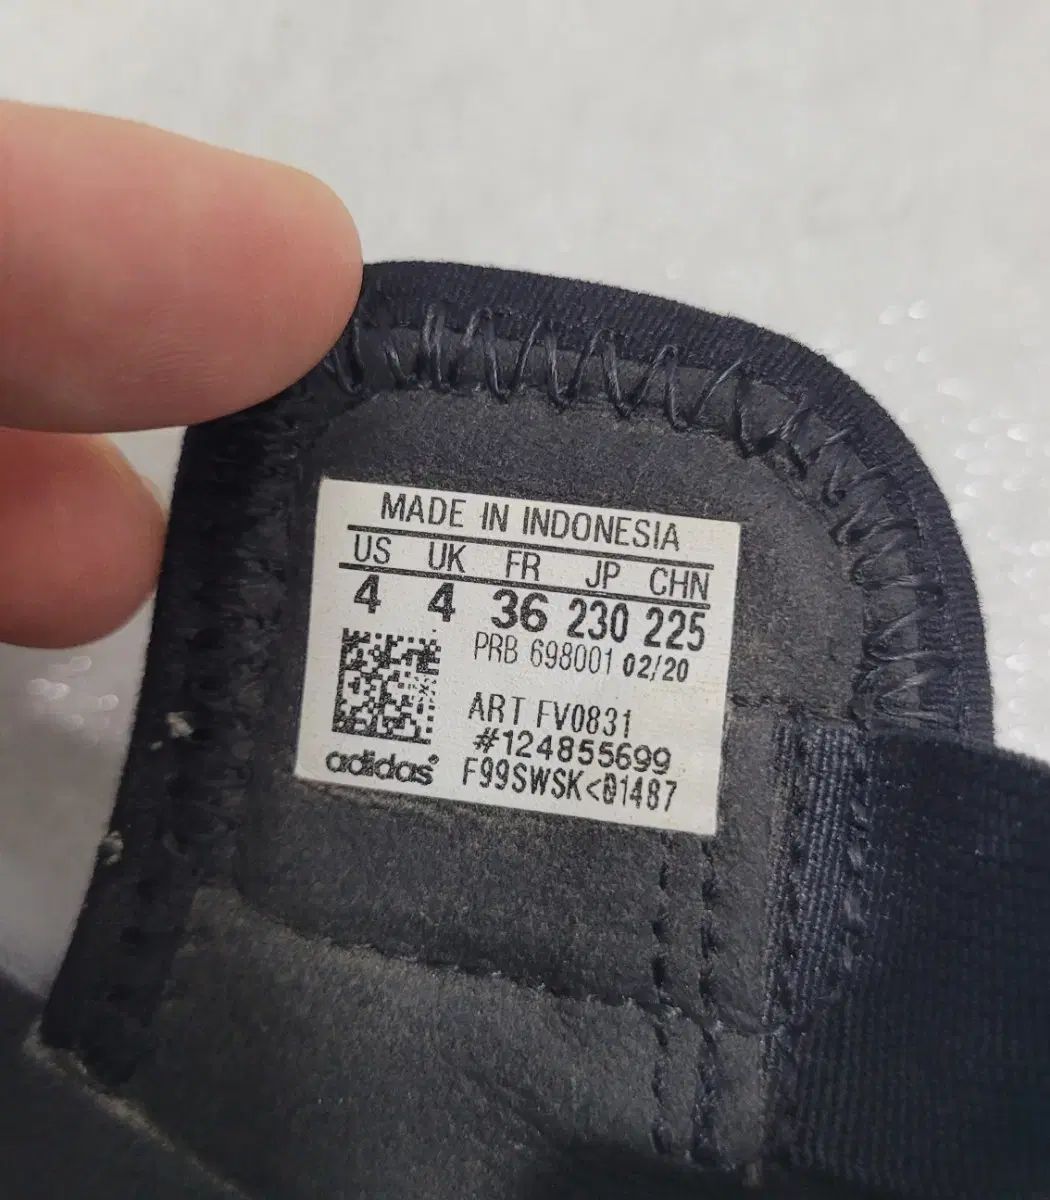 MADE IN INDONESIA
US UK FR JP CHN
4 4 36 230 225
PRB 698001 02/20
ART FV0831
#124855699
adidas F99SWSK<01487